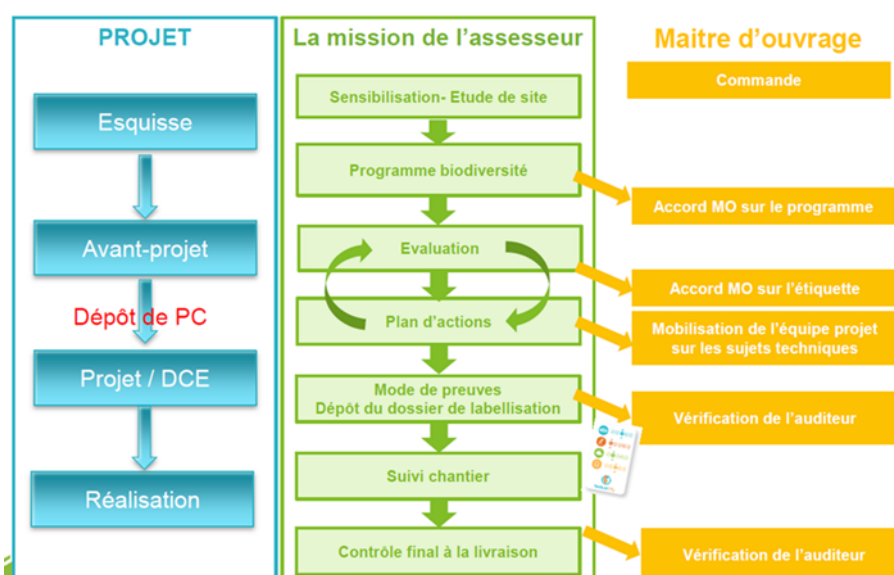 PROJET
Esquisse
Avant-projet
Dépôt de PC
Projet / DCE
Réalisation
La mission de l'assesseur
Sensibilisation- Etude de site
Programme biodiversité
Evaluation
Plan d'actions
Mode de preuves
Dépôt du dossier de labellisation
Suivi chantier
Contrôle final à la livraison
Maitre d'ouvrage
Commande
Accord MO sur le programme
Accord MO sur l'étiquette
Mobilisation de l'équipe projet
sur les sujets techniques
Vérification de l'auditeur
Vérification de l'auditeur